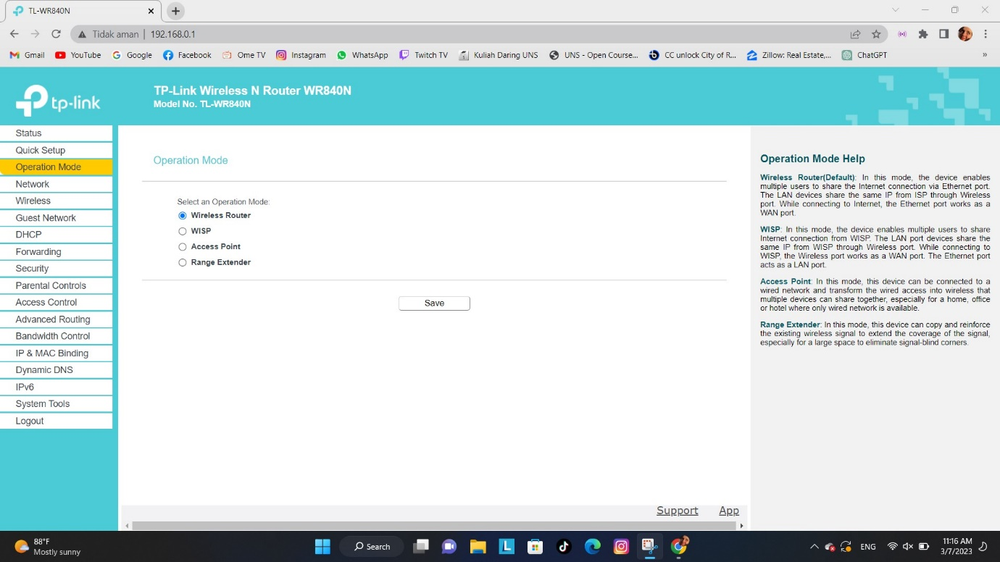 TL-WR840N
Tidak aman | 192.168.0.1
Gmail YouTube Google Facebook Ome TV Instagram WhatsApp Twitch TV Kuliah Daring UNS UNS - Open Course... CC unlock City of R... Zillow: Real Estate,... ChatGPT »
tp-link
TP-Link Wireless N Router WR840N
Model No. TL-WR840N
Status
Quick Setup
Operation Mode
Network
Wireless
Guest Network
DHCP
Forwarding
Security
Parental Controls
Access Control
Advanced Routing
Bandwidth Control
IP & MAC Binding
Dynamic DNS
IPv6
System Tools
Logout
Operation Mode
Select an Operation Mode:
Wireless Router
WISP
Access Point
Range Extender
Save
Operation Mode Help
Wireless Router(Default): In this mode, the device enables
multiple users to share the Internet connection via Ethernet port.
The LAN devices share the same IP from ISP through Wireless
port. While connecting to Internet, the Ethernet port works as a
WAN port.
WISP: In this mode, the device enables multiple users to share
Internet connection from WISP. The LAN port devices share the
same IP from WISP through Wireless port. While connecting to
WISP, the Wireless port works as a WAN port. The Ethernet port
acts as a LAN port.
Access Point: In this mode, this device can be connected to a
wired network and transform the wired access into wireless that
multiple devices can share together, especially for a home, office
or hotel where only wired network is available.
Range Extender: In this mode, this device can copy and reinforce
the existing wireless signal to extend the coverage of the signal,
especially for a large space to eliminate signal-blind corners.
Support App
88°F
Mostly sunny
Search
L
ENG
11:16 AM
3/7/2023